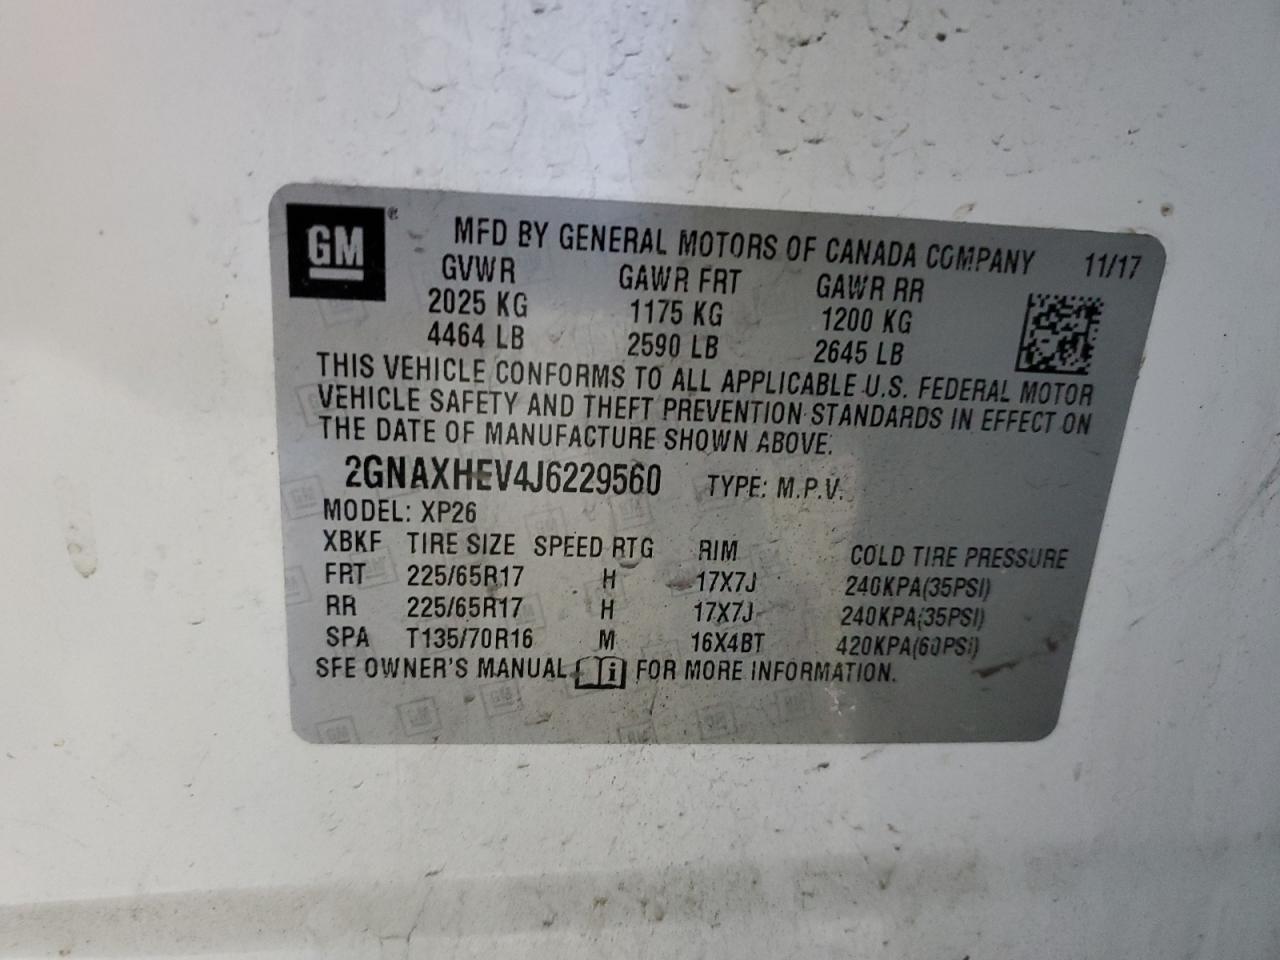 GM ®
MFD BY GENERAL MOTORS OF CANADA COMPANY 11/17
GVWR GAWR FRT GAWR RR
2025 KG 1175 KG 1200 KG
4464 LB 2590 LB 2645 LB
THIS VEHICLE CONFORMS TO ALL APPLICABLE U.S. FEDERAL MOTOR
VEHICLE SAFETY AND THEFT PREVENTION STANDARDS IN EFFECT ON
THE DATE OF MANUFACTURE SHOWN ABOVE.
2GNAXHEV4J6229560 TYPE: M.P.V.
MODEL: XP26
XBKF TIRE SIZE SPEED RTG RIM COLD TIRE PRESSURE
FRT 225/65R17 H 17X7J 240KPA(35PSI)
RR 225/65R17 H 17X7J 240KPA(35PSI)
SPA T135/70R16 M 16X4BT 420KPA(60PSI)
SEE OWNER'S MANUAL i FOR MORE INFORMATION.